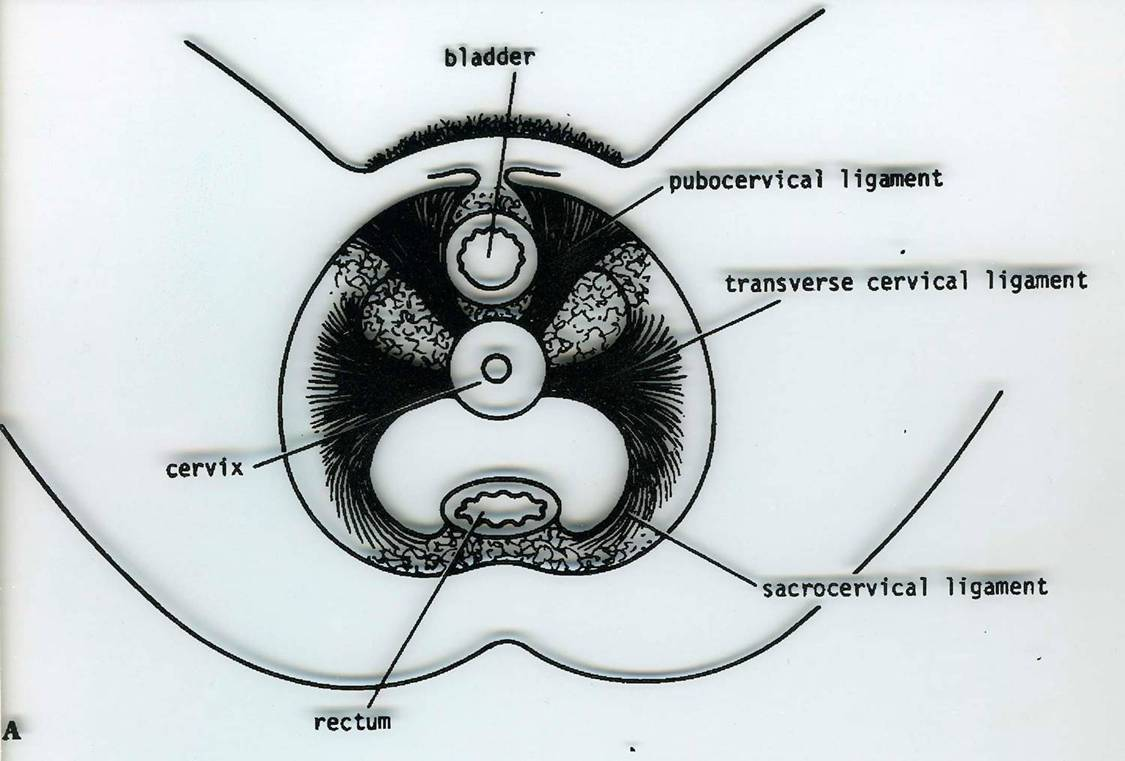 bladder
pubocervical ligament
transverse cervical ligament
cervix
sacrocervical ligament
rectum
A